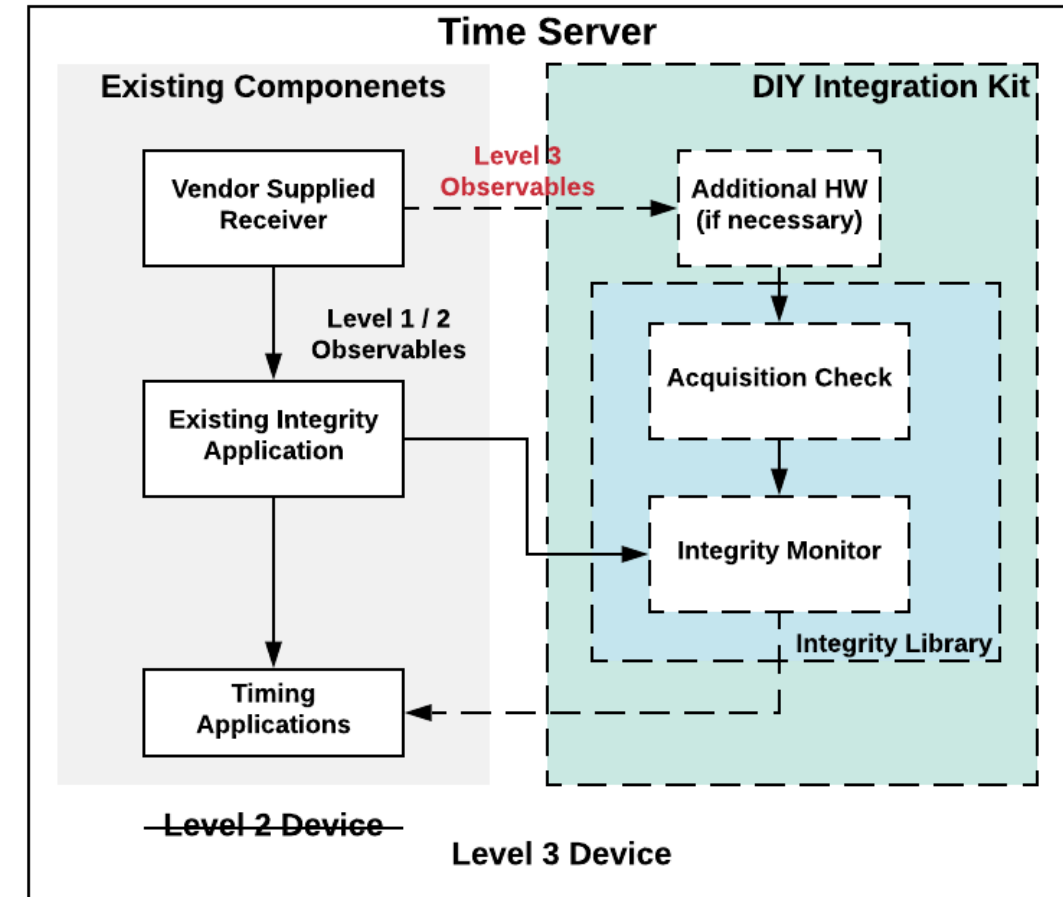 Time Server
Existing Componenets
DIY Integration Kit
Vendor Supplied
Receiver
Level 3
Observables
Additional HW
(if necessary)
Level 1 / 2
Observables
Acquisition Check
Existing Integrity
Application
Integrity Monitor
Integrity Library
Timing
Applications
Level 2 Device
Level 3 Device